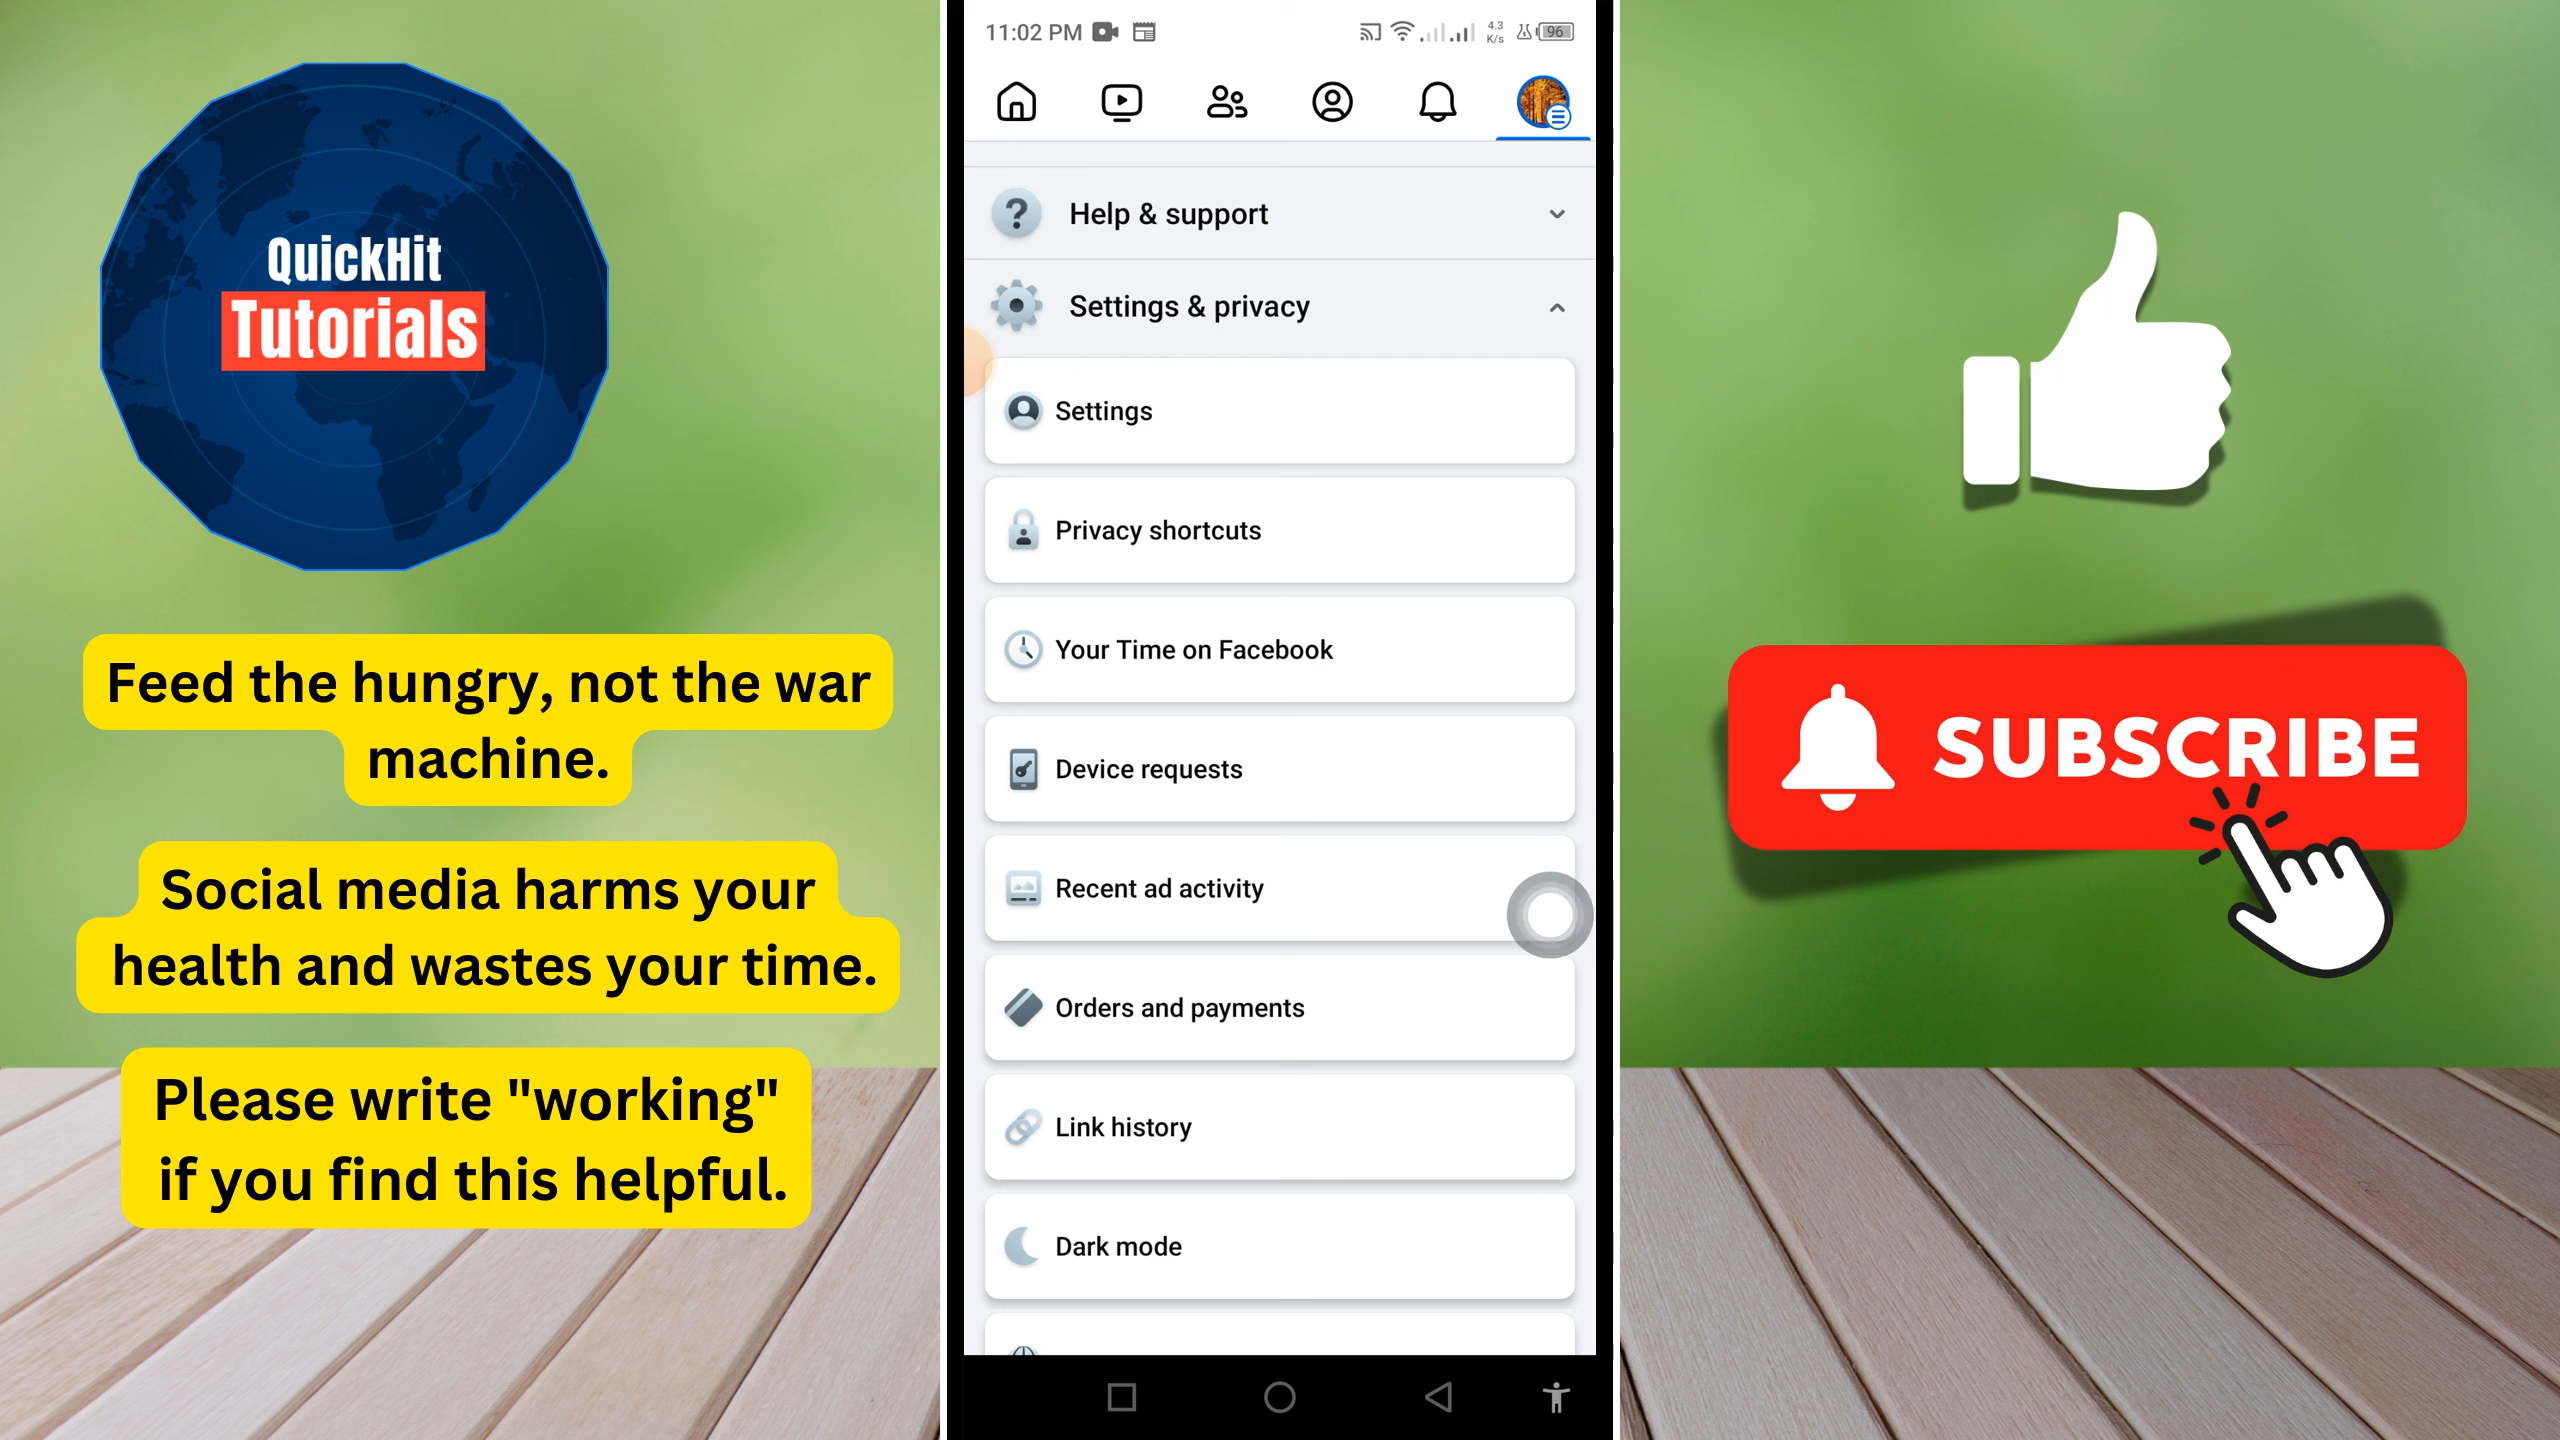 QuickHit
Tutorials
Feed the hungry, not the war
machine.
Social media harms your
health and wastes your time.
Please write "working"
if you find this helpful.
11:02 PM
4.3
K/s
96
Help & support
Settings & privacy
Settings
Privacy shortcuts
Your Time on Facebook
Device requests
Recent ad activity
Orders and payments
Link history
Dark mode
SUBSCRIBE